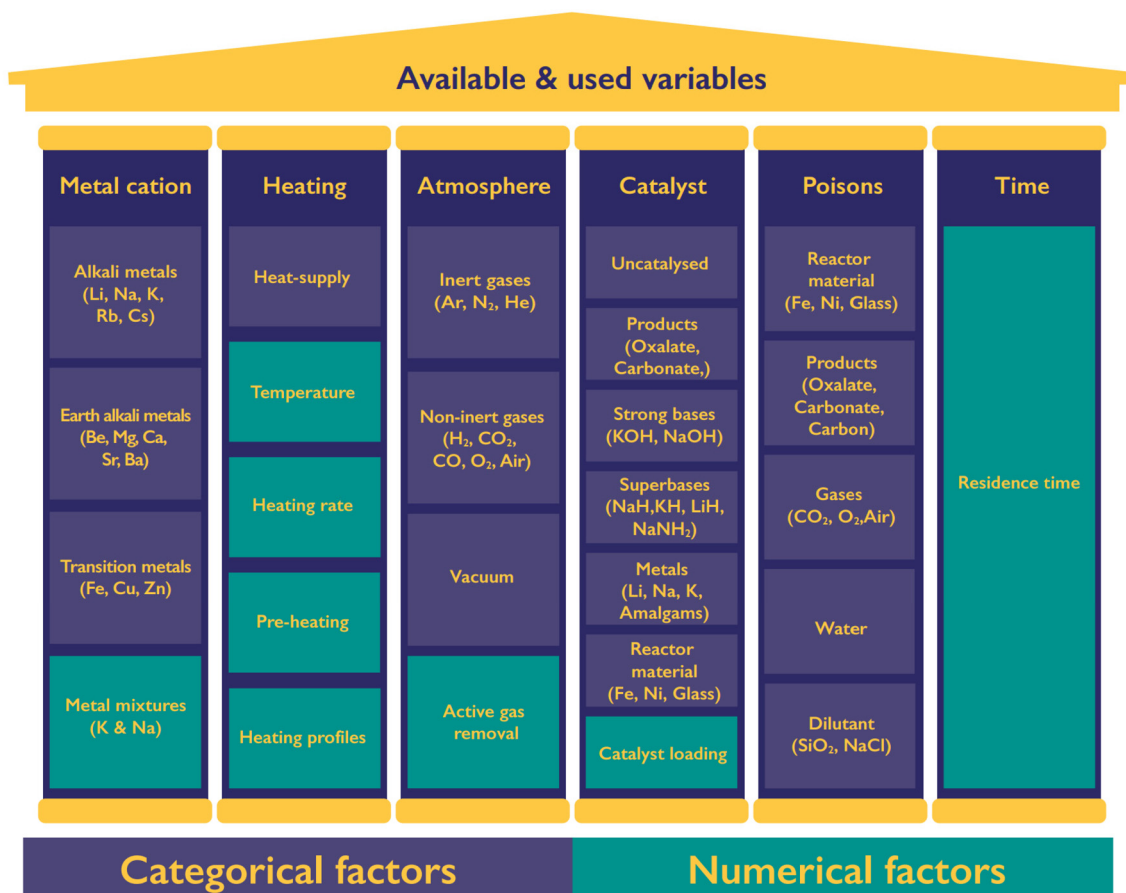 Available & used variables
Metal cation
Alkali metals
(Li, Na, K,
Rb, Cs)
Earth alkali metals
(Be, Mg, Ca,
Sr, Ba)
Transition metals
(Fe, Cu, Zn)
Metal mixtures
(K & Na)
Heating
Heat-supply
Temperature
Heating rate
Pre-heating
Heating profiles
Atmosphere
Inert gases
(Ar, N₂, He)
Non-inert gases
(H₂, CO₂,
CO, O₂, Air)
Vacuum
Active gas
removal
Catalyst
Uncatalysed
Products
(Oxalate,
Carbonate,)
Strong bases
(KOH, NaOH)
Superbases
(NaH,KH, LiH,
NaNH₂)
Metals
(Li, Na, K,
Amalgams)
Reactor
material
(Fe, Ni, Glass)
Catalyst loading
Poisons
Reactor
material
(Fe, Ni, Glass)
Products
(Oxalate,
Carbonate,
Carbon)
Gases
(CO₂, O₂,Air)
Water
Dilutant
(SiO₂, NaCl)
Time
Residence time
Categorical factors
Numerical factors